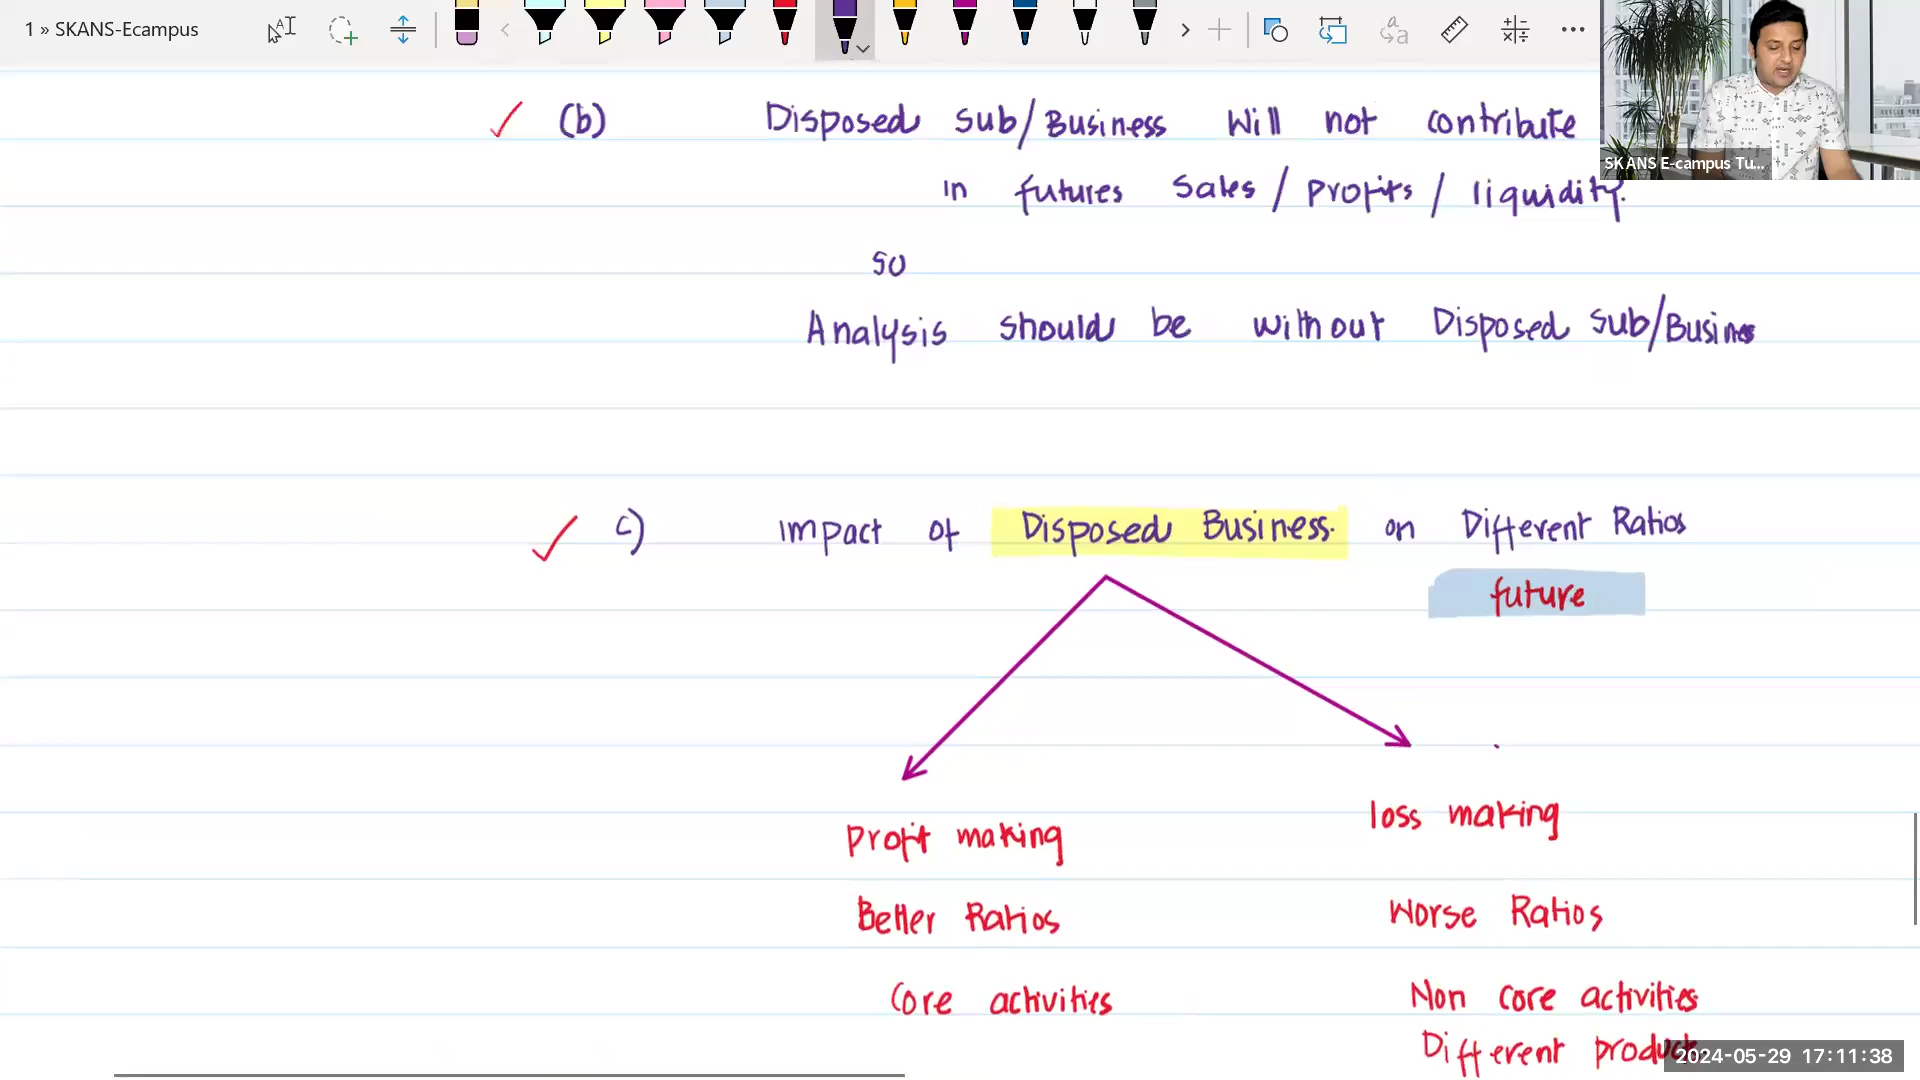 1 » SKANS-Ecampus
SKANS E-campus Tu...
(b) Disposed Sub/Business Will not contribute
in futures Sales / Profits / liquidity.
so
Analysis should be without Disposed Sub/Business
c) impact of Disposed Business. on Different Ratios
future
Profit making
loss making
Better Ratios
Worse Ratios
Core activities
Non core activities
Different product
2024-05-29 17:11:38